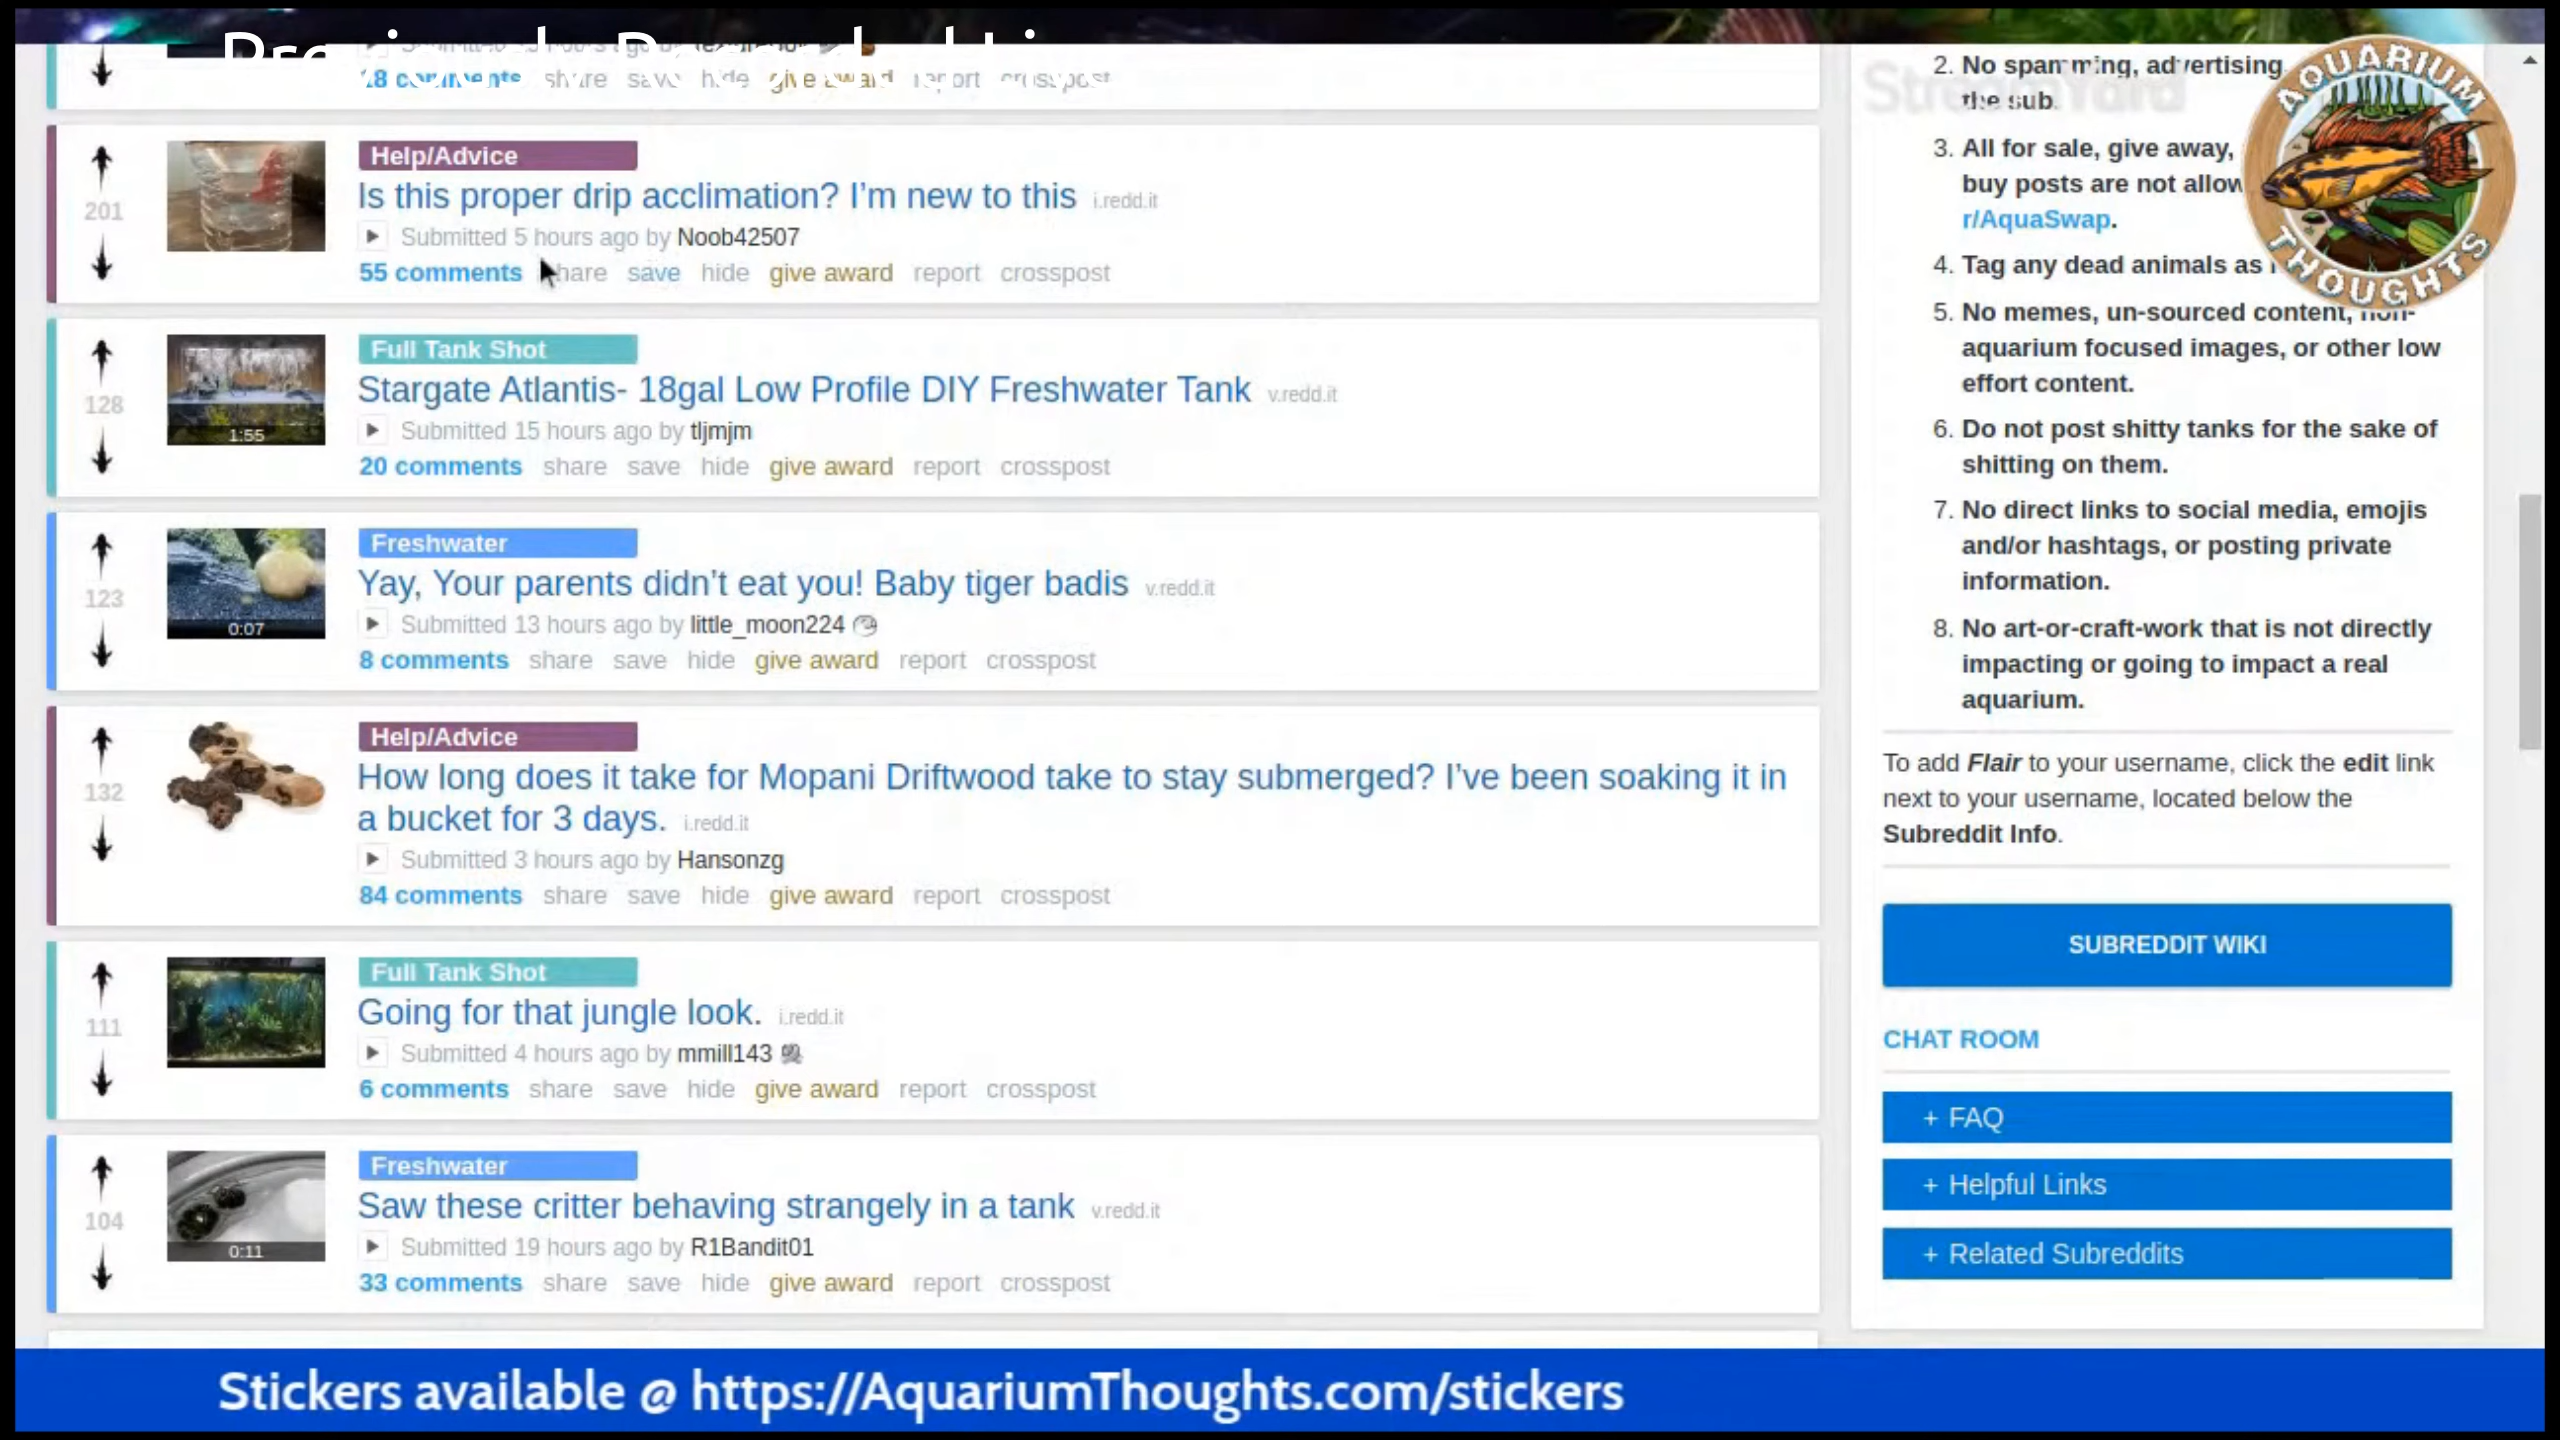 Previously Recorded Live
18 comments share save hide give award report crosspost
201
Help/Advice
Is this proper drip acclimation? I’m new to this i.redd.it
Submitted 5 hours ago by Noob42507
55 comments share save hide give award report crosspost
128
1:55
Full Tank Shot
Stargate Atlantis- 18gal Low Profile DIY Freshwater Tank v.redd.it
Submitted 15 hours ago by tljmjm
20 comments share save hide give award report crosspost
123
0:07
Freshwater
Yay, Your parents didn’t eat you! Baby tiger badis v.redd.it
Submitted 13 hours ago by little_moon224
8 comments share save hide give award report crosspost
132
Help/Advice
How long does it take for Mopani Driftwood take to stay submerged? I’ve been soaking it in
a bucket for 3 days. i.redd.it
Submitted 3 hours ago by Hansonzg
84 comments share save hide give award report crosspost
111
Full Tank Shot
Going for that jungle look. i.redd.it
Submitted 4 hours ago by mmill143
6 comments share save hide give award report crosspost
104
0:11
Freshwater
Saw these critter behaving strangely in a tank v.redd.it
Submitted 19 hours ago by R1Bandit01
33 comments share save hide give award report crosspost
StreamYard
AQUARIUM
THOUGHTS
2. No spamming, advertising
the sub.
3. All for sale, give away,
buy posts are not allow
r/AquaSwap.
4. Tag any dead animals as
5. No memes, un-sourced content, non-
aquarium focused images, or other low
effort content.
6. Do not post shitty tanks for the sake of
shitting on them.
7. No direct links to social media, emojis
and/or hashtags, or posting private
information.
8. No art-or-craft-work that is not directly
impacting or going to impact a real
aquarium.
To add Flair to your username, click the edit link
next to your username, located below the
Subreddit Info.
SUBREDDIT WIKI
CHAT ROOM
+ FAQ
+ Helpful Links
+ Related Subreddits
Stickers available @ https://AquariumThoughts.com/stickers